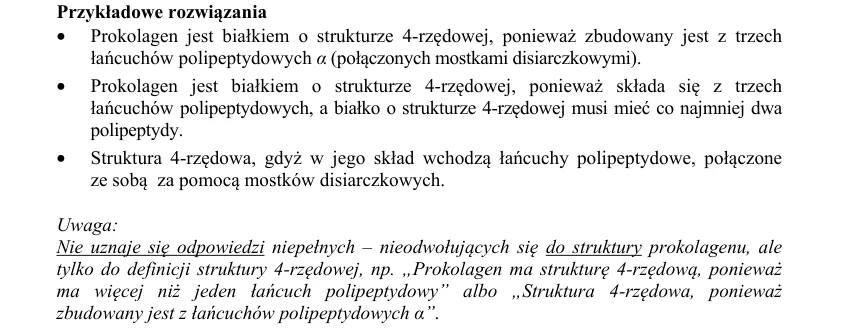 Przykładowe rozwiązania
• Prokolagen jest białkiem o strukturze 4-rzędowej, ponieważ zbudowany jest z trzech
łańcuchów polipeptydowych α (połączonych mostkami disiarczkowymi).
• Prokolagen jest białkiem o strukturze 4-rzędowej, ponieważ składa się z trzech
łańcuchów polipeptydowych, a białko o strukturze 4-rzędowej musi mieć co najmniej dwa
polipeptydy.
• Struktura 4-rzędowa, gdyż w jego skład wchodzą łańcuchy polipeptydowe, połączone
ze sobą za pomocą mostków disiarczkowych.
Uwaga:
Nie uznaje się odpowiedzi niepełnych – nieodwołujących się do struktury prokolagenu, ale
tylko do definicji struktury 4-rzędowej, np. „Prokolagen ma strukturę 4-rzędową, ponieważ
ma więcej niż jeden łańcuch polipeptydowy” albo „Struktura 4-rzędowa, ponieważ
zbudowany jest z łańcuchów polipeptydowych α”.